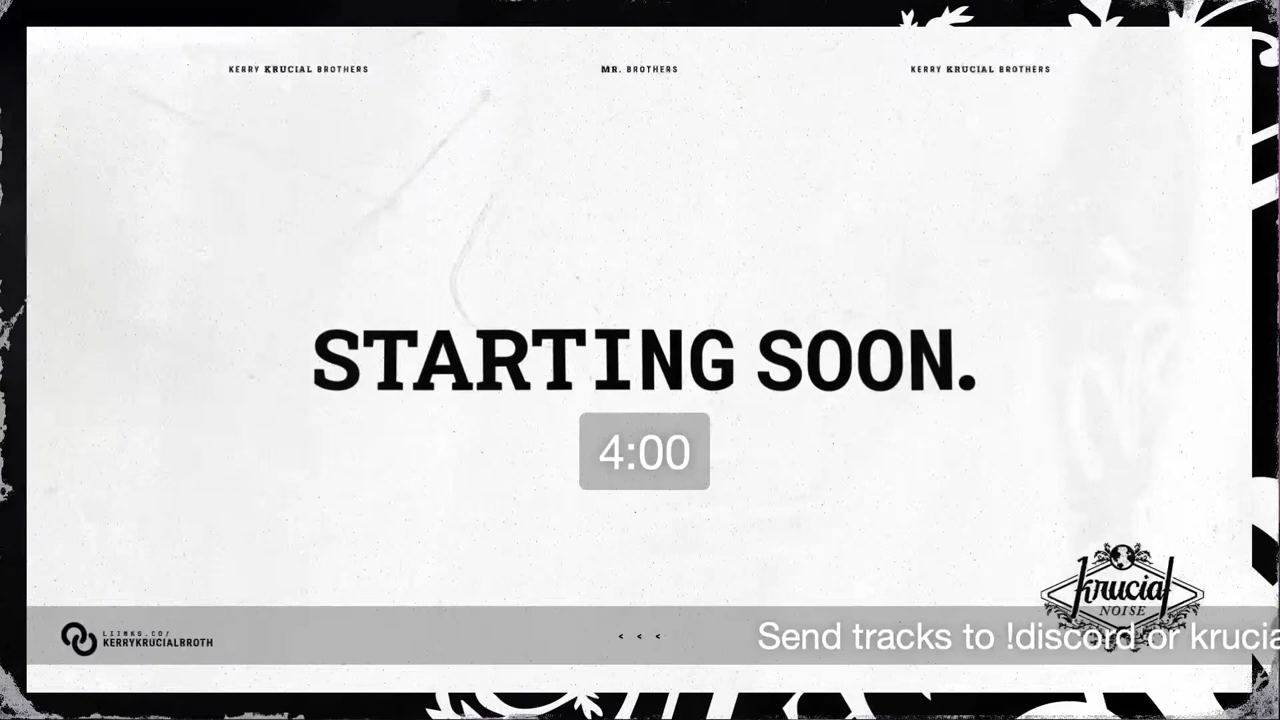 KERRY KRUCIAL BROTHERS
MR. BROTHERS
KERRY KRUCIAL BROTHERS
STARTING SOON.
4:00
krucial
NOISE
LIINKS.CO/
KERRYKRUCIALBROTH
< < <
Send tracks to !discord or krucia